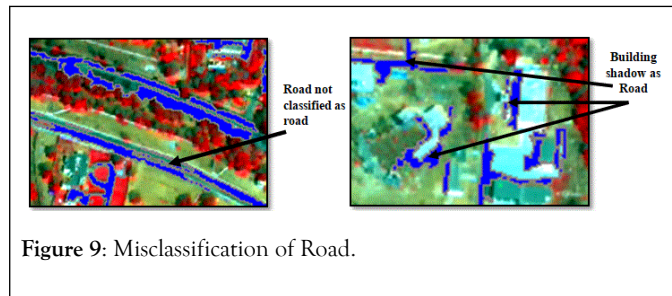 Road not
classified as
road
Building
shadow as
Road
Figure 9: Misclassification of Road.